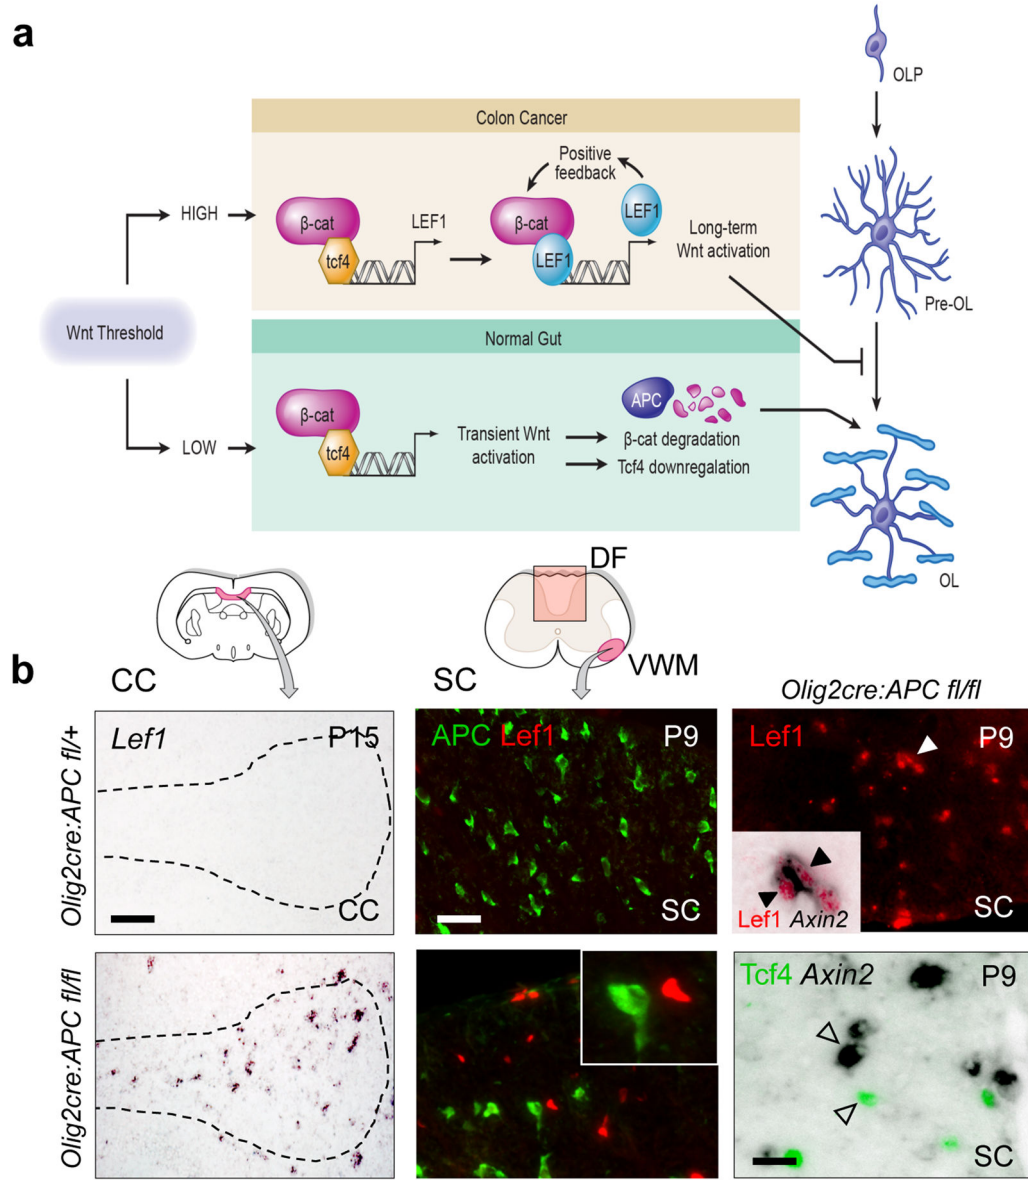 a
OLP
Colon Cancer
Positive
feedback
HIGH
β-cat
LEF1
β-cat
LEF1
Long-term
Wnt activation
tcf4
LEF1
Pre-OL
Wnt Threshold
Normal Gut
β-cat
APC
LOW
tcf4
Transient Wnt
activation
β-cat degradation
Tcf4 downregalation
OL
DF
b
CC
SC
VWM
Olig2cre:APC fl/fl
Olig2cre:APC fl/+
Lef1
P15
CC
APC Lef1
P9
SC
Lef1
P9
Lef1 Axin2
SC
Olig2cre:APC fl/fl
Tcf4 Axin2
P9
SC